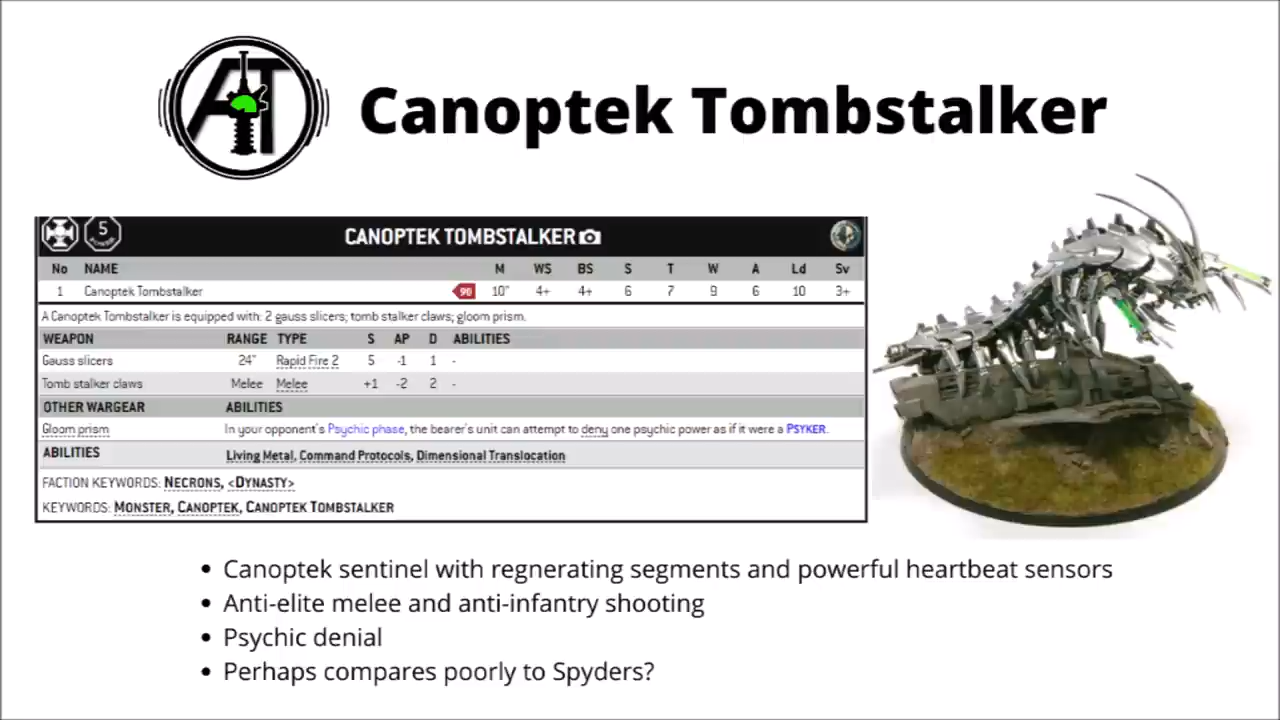 AT
Canoptek Tombstalker
5
POWER
CANOPTEK TOMBSTALKER
No NAME M WS BS S T W A Ld Sv
1 Canoptek Tombstalker 90 10" 4+ 4+ 6 7 9 6 10 3+
A Canoptek Tombstalker is equipped with: 2 gauss slicers; tomb stalker claws; gloom prism.
WEAPON RANGE TYPE S AP D ABILITIES
Gauss slicers 24" Rapid Fire 2 5 -1 1 -
Tomb stalker claws Melee Melee +1 -2 2 -
OTHER WARGEAR ABILITIES
Gloom prism In your opponent's Psychic phase, the bearer's unit can attempt to deny one psychic power as if it were a PSYKER.
ABILITIES Living Metal, Command Protocols, Dimensional Translocation
FACTION KEYWORDS: NECRONS, <DYNASTY>
KEYWORDS: MONSTER, CANOPTEK, CANOPTEK TOMBSTALKER
• Canoptek sentinel with regnerating segments and powerful heartbeat sensors
• Anti-elite melee and anti-infantry shooting
• Psychic denial
• Perhaps compares poorly to Spyders?